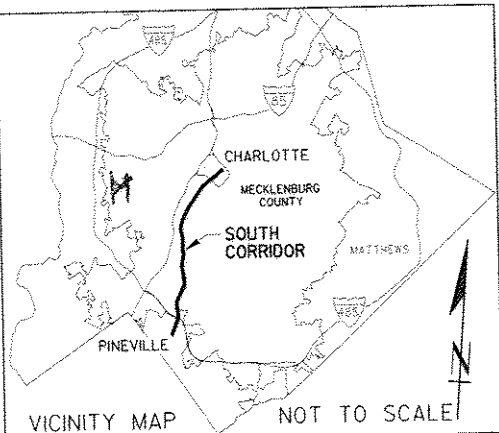 485
85
CHARLOTTE
MECKLENBURG
COUNTY
SOUTH
CORRIDOR
MATTHEWS
485
PINEVILLE
N
VICINITY MAP
NOT TO SCALE